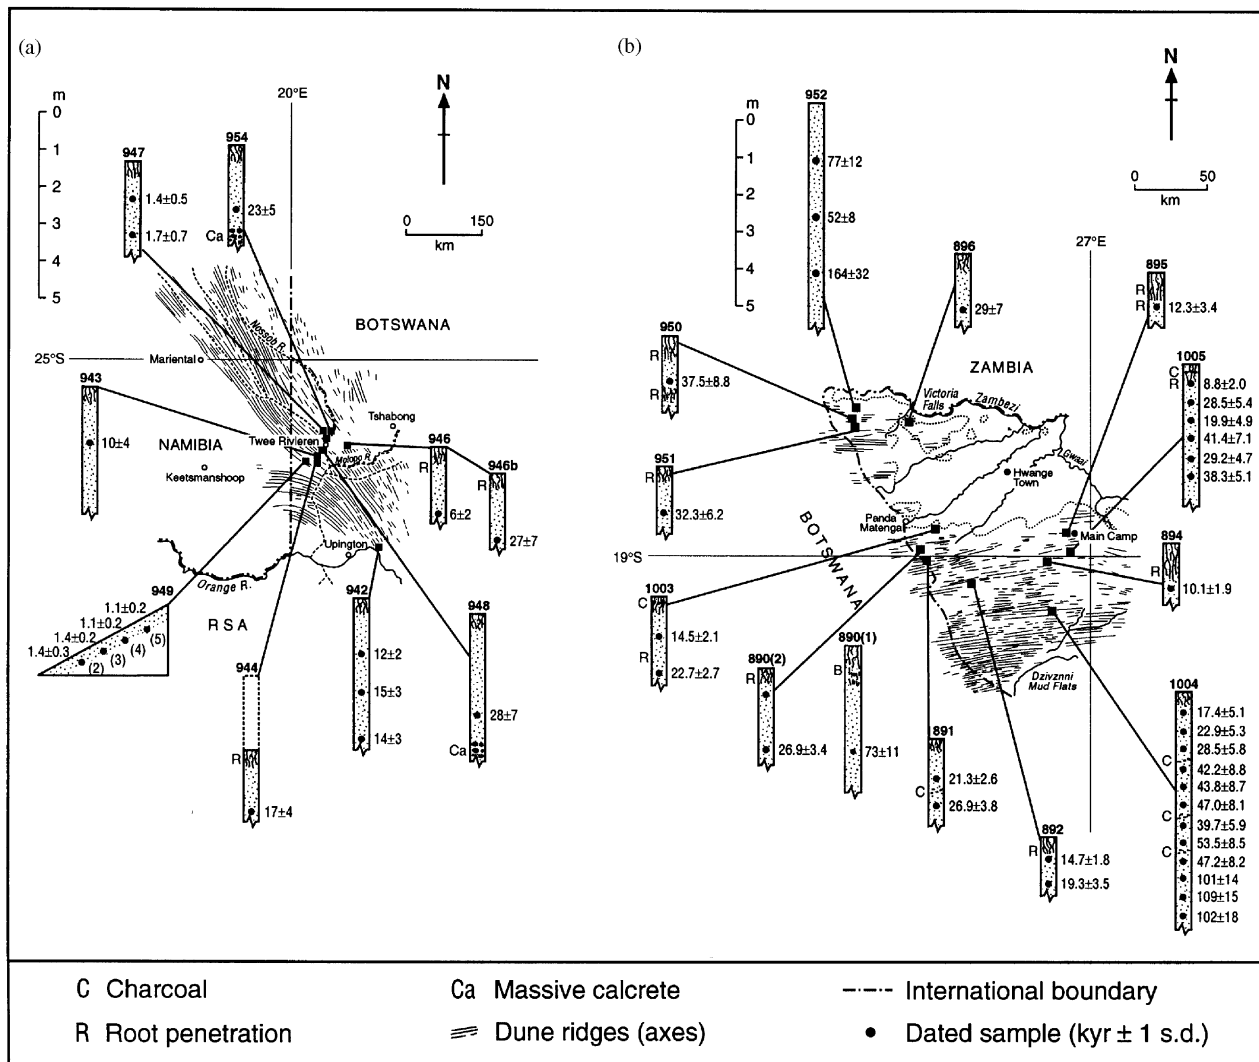 (a)
m
0
1
2
3
4
5
947
1.4±0.5
1.7±0.7
954
23±5
Ca
20°E
N
0 150
km
BOTSWANA
Nossob R.
25°S
Mariental
943
10±4
NAMIBIA
Keetsmanshoop
Twee Rivieren
Tshabong
Molopo R.
946
R
6±2
946b
R
27±7
Upington
Orange R.
RSA
949
1.1±0.2
1.1±0.2
1.4±0.2
1.4±0.3
(2)
(3)
(4)
(5)
944
R
17±4
942
12±2
15±3
14±3
948
28±7
Ca
(b)
m
0
1
2
3
4
5
952
77±12
52±8
164±32
N
0 50
km
27°E
896
29±7
895
R
R
12.3±3.4
950
R
37.5±8.8
R
951
R
32.3±6.2
ZAMBIA
Victoria
Falls
Zambezi
Gwaai
Hwange
Town
Panda
Matenga
Main Camp
BOTSWANA
19°S
Dzivznni
Mud Flats
1005
C
R
8.8±2.0
28.5±5.4
19.9±4.9
41.4±7.1
29.2±4.7
38.3±5.1
894
R
10.1±1.9
1003
C
14.5±2.1
R
22.7±2.7
890(2)
R
26.9±3.4
890(1)
B
73±11
891
21.3±2.6
C
26.9±3.8
892
R
14.7±1.8
19.3±3.5
1004
17.4±5.1
22.9±5.3
28.5±5.8
C
42.2±8.8
43.8±8.7
47.0±8.1
C
39.7±5.9
53.5±8.5
C
47.2±8.2
101±14
109±15
102±18
C Charcoal
R Root penetration
Ca Massive calcrete
Dune ridges (axes)
International boundary
Dated sample (kyr ± 1 s.d.)